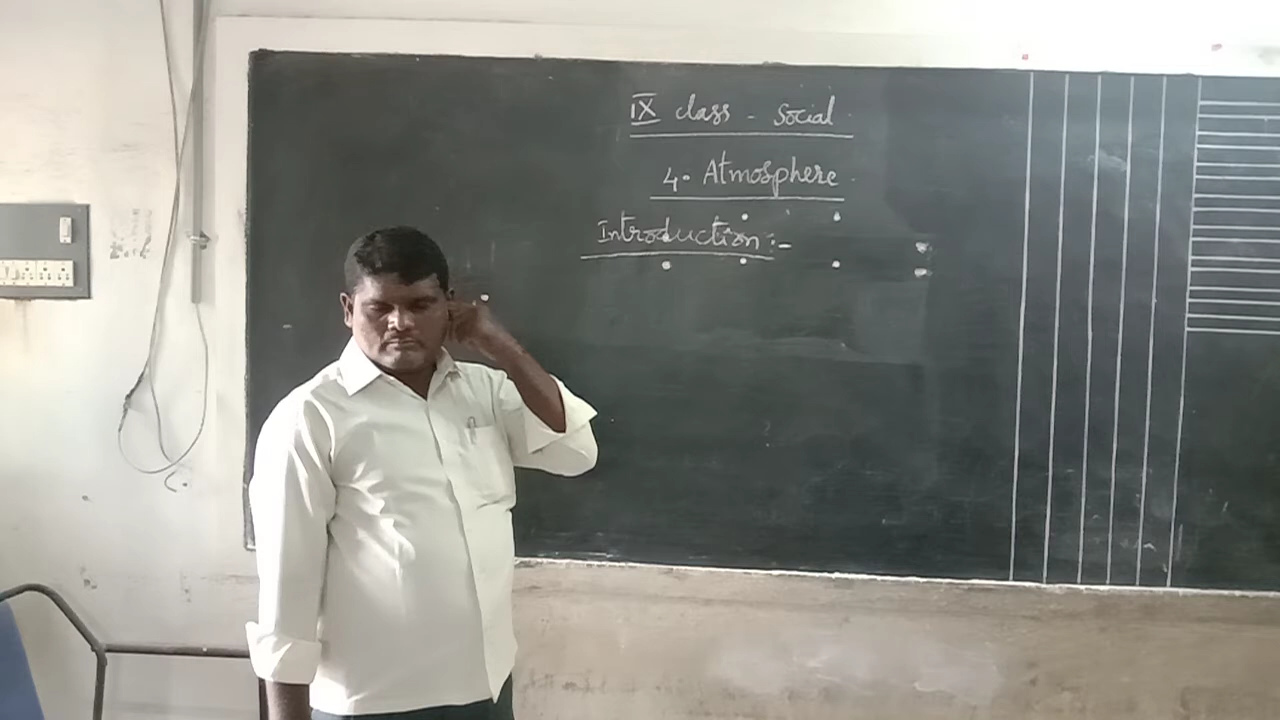 IX class - Social
4. Atmosphere
Introduction :-